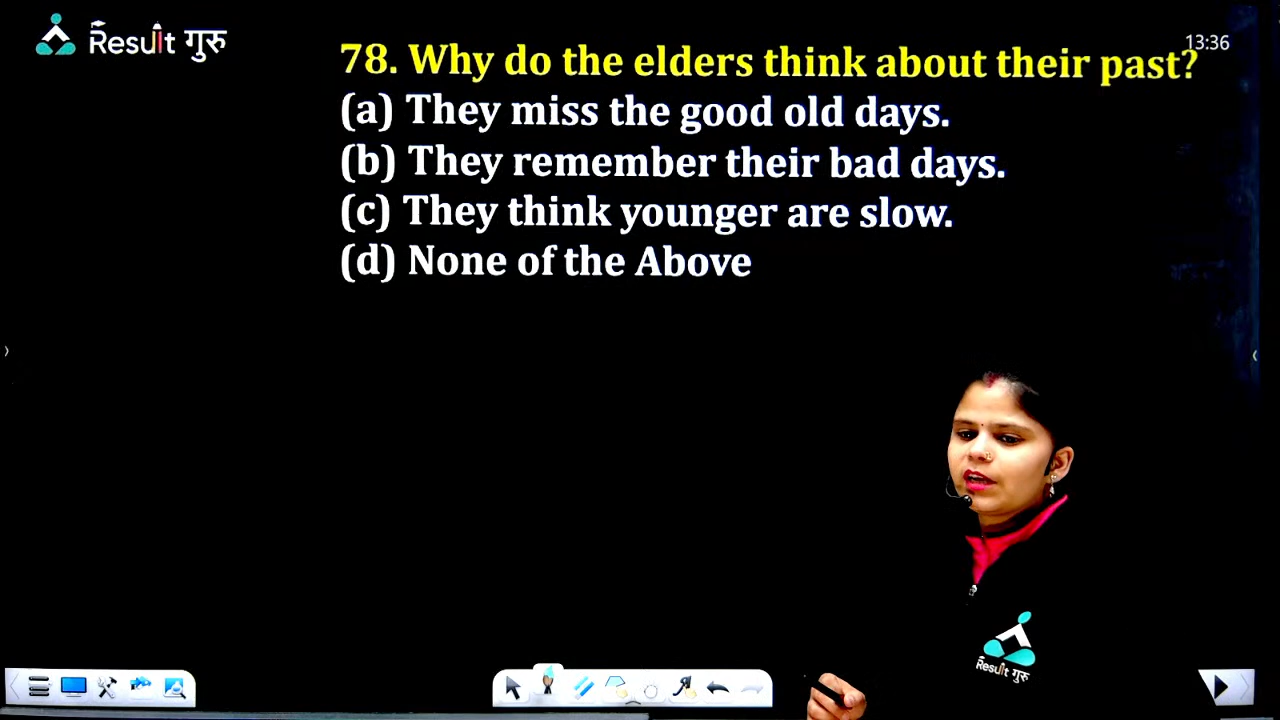 Result गुरु
13:36
78. Why do the elders think about their past?
(a) They miss the good old days.
(b) They remember their bad days.
(c) They think younger are slow.
(d) None of the Above
Result गुरु